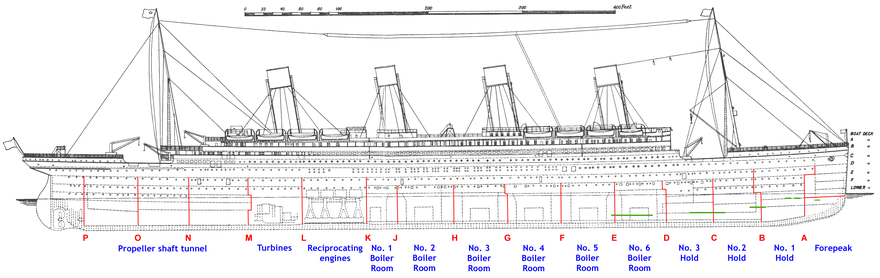 0 20 40 60 80 100 200 300 400 Feet
BOAT DECK
A "
B "
C "
D "
E "
F "
LOWER "
P O N M L K J H G F E D C B A
Propeller shaft tunnel
Turbines
Reciprocating
engines
No. 1
Boiler
Room
No. 2
Boiler
Room
No. 3
Boiler
Room
No. 4
Boiler
Room
No. 5
Boiler
Room
No. 6
Boiler
Room
No. 3
Hold
No.2
Hold
No. 1
Hold
Forepeak